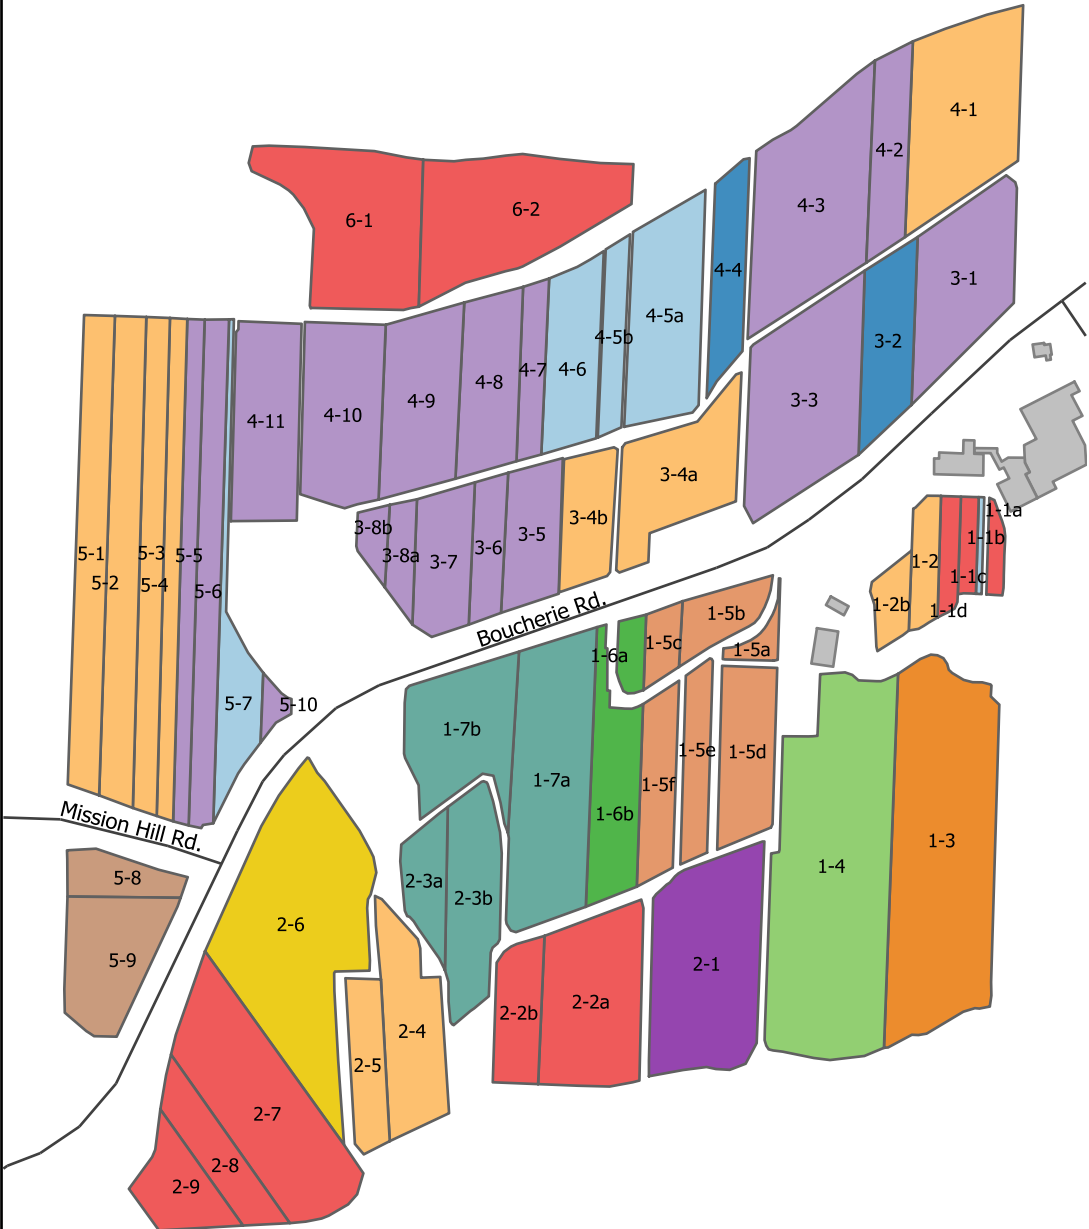 4-1
4-2
4-3
6-1
6-2
4-4
3-1
4-5a
4-5b
3-2
4-6
4-7
4-8
4-9
4-10
4-11
3-3
3-4a
3-4b
3-5
3-6
3-7
3-8a
3-8b
5-1
5-2
5-3
5-4
5-5
5-6
5-7
5-10
1-1a
1-1b
1-1c
1-1d
1-2
1-2b
Boucherie Rd.
1-5b
1-5c
1-5a
1-6a
1-7b
1-7a
1-6b
1-5f
1-5e
1-5d
Mission Hill Rd.
5-8
5-9
2-3a
2-3b
1-4
1-3
2-6
2-1
2-2a
2-2b
2-4
2-5
2-7
2-8
2-9